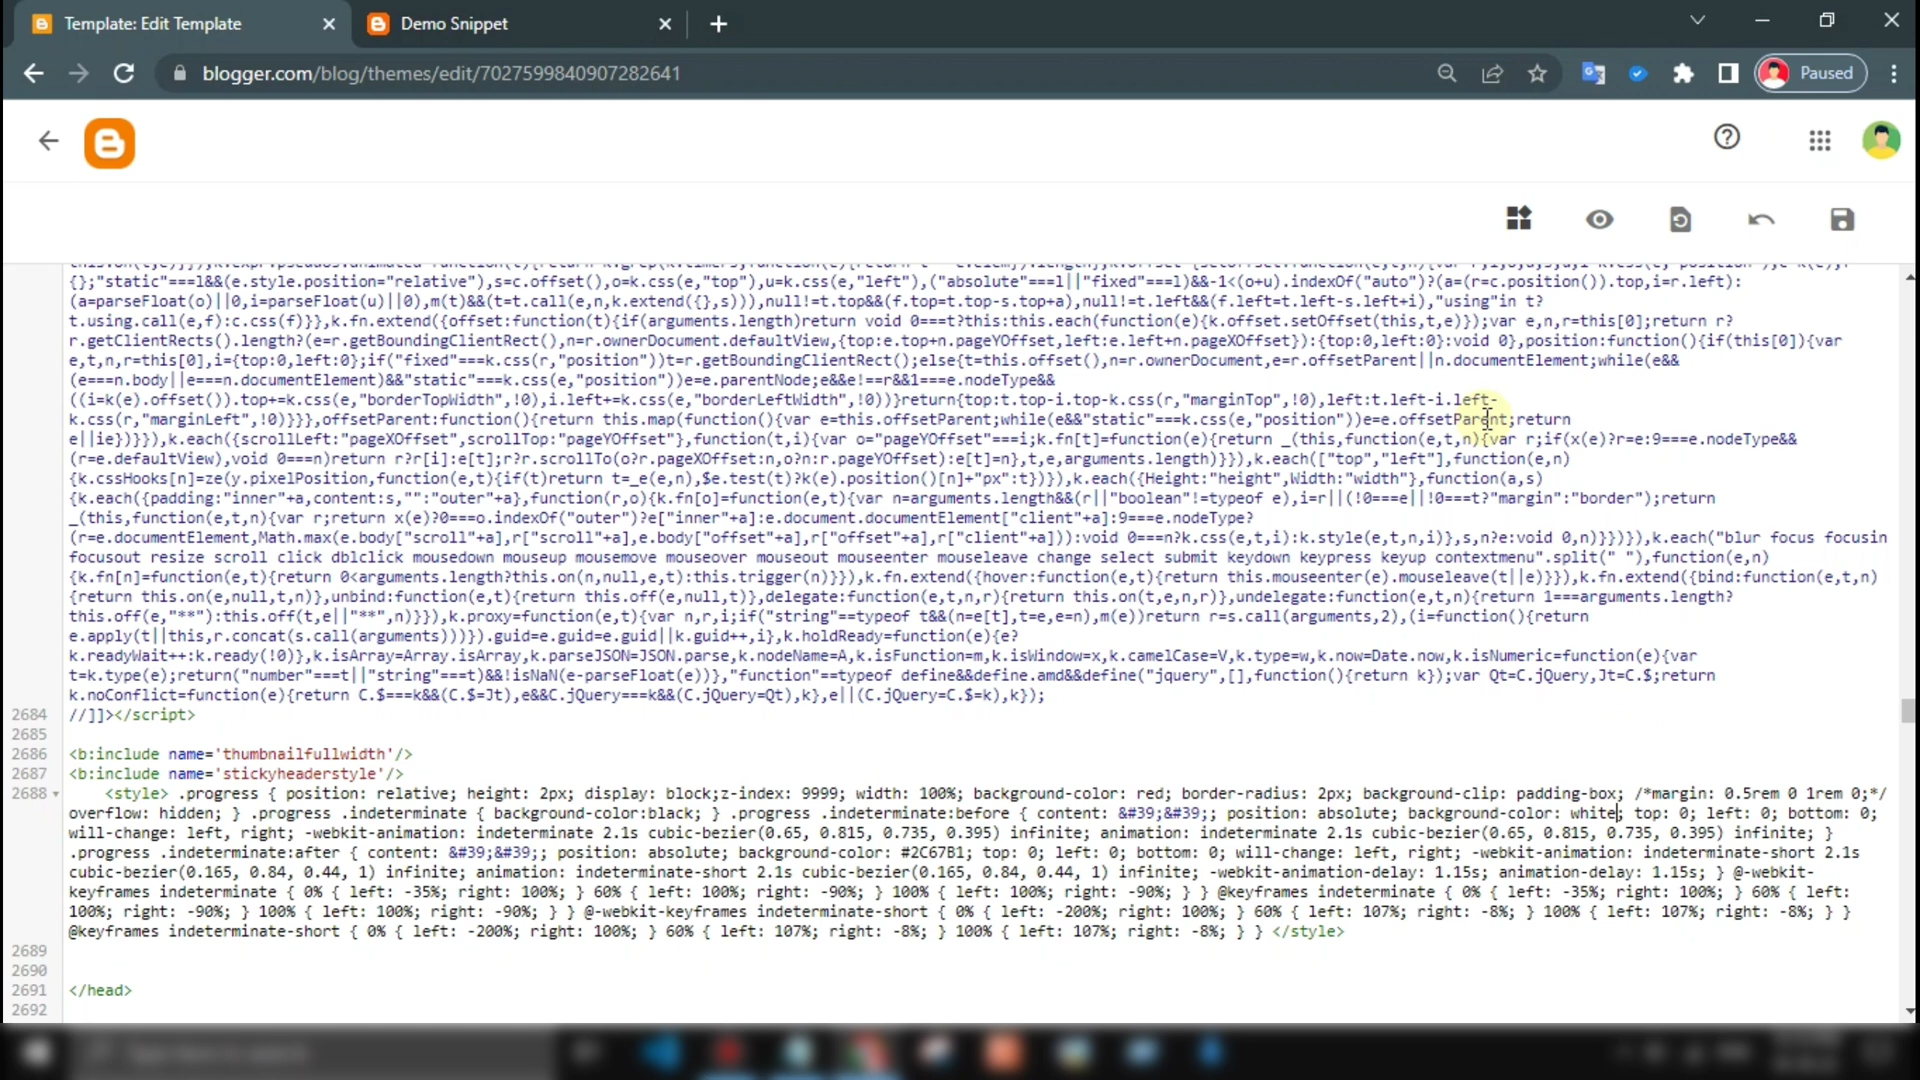 Template: Edit Template
Demo Snippet
blogger.com/blog/themes/edit/7027599840907282641
Paused
{};"static"===l&&(e.style.position="relative"),s=c.offset(),o=k.css(e,"top"),u=k.css(e,"left"),("absolute"===l||"fixed"===l)&&-1<(o+u).indexOf("auto")?(a=(r=c.position()).top,i=r.left):
(a=parseFloat(o)||0,i=parseFloat(u)||0),m(t)&&(t=t.call(e,n,k.extend({},s))),null!=t.top&&(f.top=t.top-s.top+a),null!=t.left&&(f.left=t.left-s.left+i),"using"in t?
t.using.call(e,f):c.css(f)}},k.fn.extend({offset:function(t){if(arguments.length)return void 0===t?this:this.each(function(e){k.offset.setOffset(this,t,e)});var e,n,r=this[0];return r?
r.getClientRects().length?(e=r.getBoundingClientRect(),n=r.ownerDocument.defaultView,{top:e.top+n.pageYOffset,left:e.left+n.pageXOffset}):{top:0,left:0}:void 0},position:function(){if(this[0]){var
e,t,n,r=this[0],i={top:0,left:0};if("fixed"===k.css(r,"position"))t=r.getBoundingClientRect();else{t=this.offset(),n=r.ownerDocument,e=r.offsetParent||n.documentElement;while(e&&
(e===n.body||e===n.documentElement)&&"static"===k.css(e,"position"))e=e.parentNode;e&&e!==r&&1===e.nodeType&&
((i=k(e).offset()).top+=k.css(e,"borderTopWidth",!0),i.left+=k.css(e,"borderLeftWidth",!0))}return{top:t.top-i.top-k.css(r,"marginTop",!0),left:t.left-i.left-
k.css(r,"marginLeft",!0)}}},offsetParent:function(){return this.map(function(){var e=this.offsetParent;while(e&&"static"===k.css(e,"position"))e=e.offsetParent;return
e||ie})}}),k.each({scrollLeft:"pageXOffset",scrollTop:"pageYOffset"},function(t,i){var o="pageYOffset"===i;k.fn[t]=function(e){return _(this,function(e,t,n){var r;if(x(e)?r=e:9===e.nodeType&&
(r=e.defaultView),void 0===n)return r?r[i]:e[t];r?r.scrollTo(o?r.pageXOffset:n,o?n:r.pageYOffset):e[t]=n},t,e,arguments.length)}}),k.each(["top","left"],function(e,n)
{k.cssHooks[n]=ze(y.pixelPosition,function(e,t){if(t)return t=_e(e,n),$e.test(t)?k(e).position()[n]+"px":t})}),k.each({Height:"height",Width:"width"},function(a,s)
{k.each({padding:"inner"+a,content:s,"":"outer"+a},function(r,o){k.fn[o]=function(e,t){var n=arguments.length&&(r||"boolean"!=typeof e),i=r||(!0===e||!0===t?"margin":"border");return
_(this,function(e,t,n){var r;return x(e)?0===o.indexOf("outer")?e["inner"+a]:e.document.documentElement["client"+a]:9===e.nodeType?
(r=e.documentElement,Math.max(e.body["scroll"+a],r["scroll"+a],e.body["offset"+a],r["offset"+a],r["client"+a])):void 0===n?k.css(e,t,i):k.style(e,t,n,i)},s,n?e:void 0,n)}})}),k.each("blur focus focusin
focusout resize scroll click dblclick mousedown mouseup mousemove mouseover mouseout mouseenter mouseleave change select submit keydown keypress keyup contextmenu".split(" "),function(e,n)
{k.fn[n]=function(e,t){return 0<arguments.length?this.on(n,null,e,t):this.trigger(n)}}),k.fn.extend({hover:function(e,t){return this.mouseenter(e).mouseleave(t||e)}}),k.fn.extend({bind:function(e,t,n)
{return this.on(e,null,t,n)},unbind:function(e,t){return this.off(e,null,t)},delegate:function(e,t,n,r){return this.on(t,e,n,r)},undelegate:function(e,t,n){return 1===arguments.length?
this.off(e,"**"):this.off(t,e||"**",n)}}),k.proxy=function(e,t){var n,r,i;if("string"==typeof t&&(n=e[t],t=e,e=n),m(e))return r=s.call(arguments,2),(i=function(){return
e.apply(t||this,r.concat(s.call(arguments)))}).guid=e.guid=e.guid||k.guid++,i},k.holdReady=function(e){e?
k.readyWait++:k.ready(!0)},k.isArray=Array.isArray,k.parseJSON=JSON.parse,k.nodeName=A,k.isFunction=m,k.isWindow=x,k.camelCase=V,k.type=w,k.now=Date.now,k.isNumeric=function(e){var
t=k.type(e);return("number"===t||"string"===t)&&!isNaN(e-parseFloat(e))},"function"==typeof define&&define.amd&&define("jquery",[],function(){return k});var Qt=C.jQuery,Jt=C.$;return
k.noConflict=function(e){return C.$===k&&(C.$=Jt),e&&C.jQuery===k&&(C.jQuery=Qt),k},e||(C.jQuery=C.$=k),k});
2684 //]]></script>
2685
2686 <b:include name='thumbnailfullwidth'/>
2687 <b:include name='stickyheaderstyle'/>
2688 <style> .progress { position: relative; height: 2px; display: block;z-index: 9999; width: 100%; background-color: red; border-radius: 2px; background-clip: padding-box; /*margin: 0.5rem 0 1rem 0;*/
overflow: hidden; } .progress .indeterminate { background-color:black; } .progress .indeterminate:before { content: &#39;&#39;; position: absolute; background-color: white; top: 0; left: 0; bottom: 0;
will-change: left, right; -webkit-animation: indeterminate 2.1s cubic-bezier(0.65, 0.815, 0.735, 0.395) infinite; animation: indeterminate 2.1s cubic-bezier(0.65, 0.815, 0.735, 0.395) infinite; }
.progress .indeterminate:after { content: &#39;&#39;; position: absolute; background-color: #2C67B1; top: 0; left: 0; bottom: 0; will-change: left, right; -webkit-animation: indeterminate-short 2.1s
cubic-bezier(0.165, 0.84, 0.44, 1) infinite; animation: indeterminate-short 2.1s cubic-bezier(0.165, 0.84, 0.44, 1) infinite; -webkit-animation-delay: 1.15s; animation-delay: 1.15s; } @-webkit-
keyframes indeterminate { 0% { left: -35%; right: 100%; } 60% { left: 100%; right: -90%; } 100% { left: 100%; right: -90%; } } @keyframes indeterminate { 0% { left: -35%; right: 100%; } 60% { left:
100%; right: -90%; } 100% { left: 100%; right: -90%; } } @-webkit-keyframes indeterminate-short { 0% { left: -200%; right: 100%; } 60% { left: 107%; right: -8%; } 100% { left: 107%; right: -8%; } }
@keyframes indeterminate-short { 0% { left: -200%; right: 100%; } 60% { left: 107%; right: -8%; } 100% { left: 107%; right: -8%; } } </style>
2689
2690
2691 </head>
2692